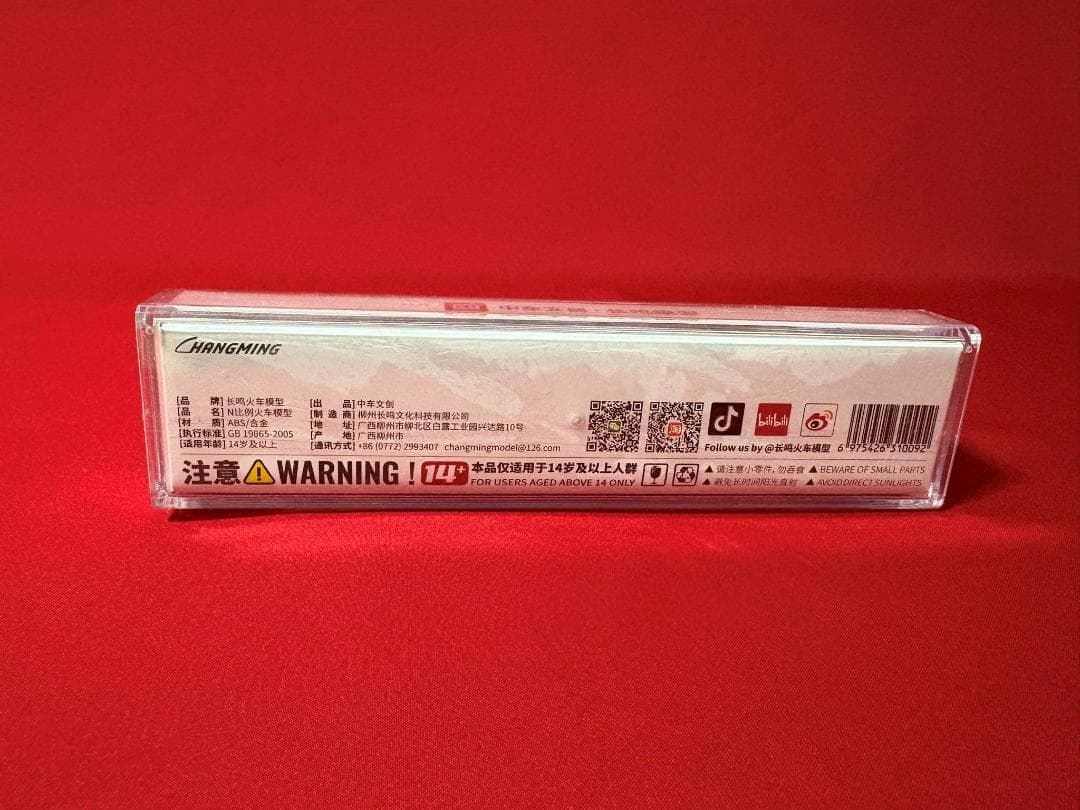 CHANGMING
[品 牌] 长鸣火车模型
[品 名] N比例火车模型
[材 质] ABS/合金
[执行标准] GB 19865-2005
[适用年龄] 14岁及以上
[出 品] 中车文创
[制 造 商] 柳州长鸣文化科技有限公司
[地 址] 广西柳州市柳北区白露工业园兴达路10号
[产 地] 广西柳州市
[通讯方式] +86 (0772) 2993407 changmingmodel@126.com
bilibili
Follow us by @长鸣火车模型
6 975426 310092
注意 WARNING! 14+
本品仅适用于14岁及以上人群
FOR USERS AGED ABOVE 14 ONLY
▲ 请注意小零件, 勿吞食 ▲ BEWARE OF SMALL PARTS
▲ 避免长时间阳光直射 ▲ AVOID DIRECT SUNLIGHTS